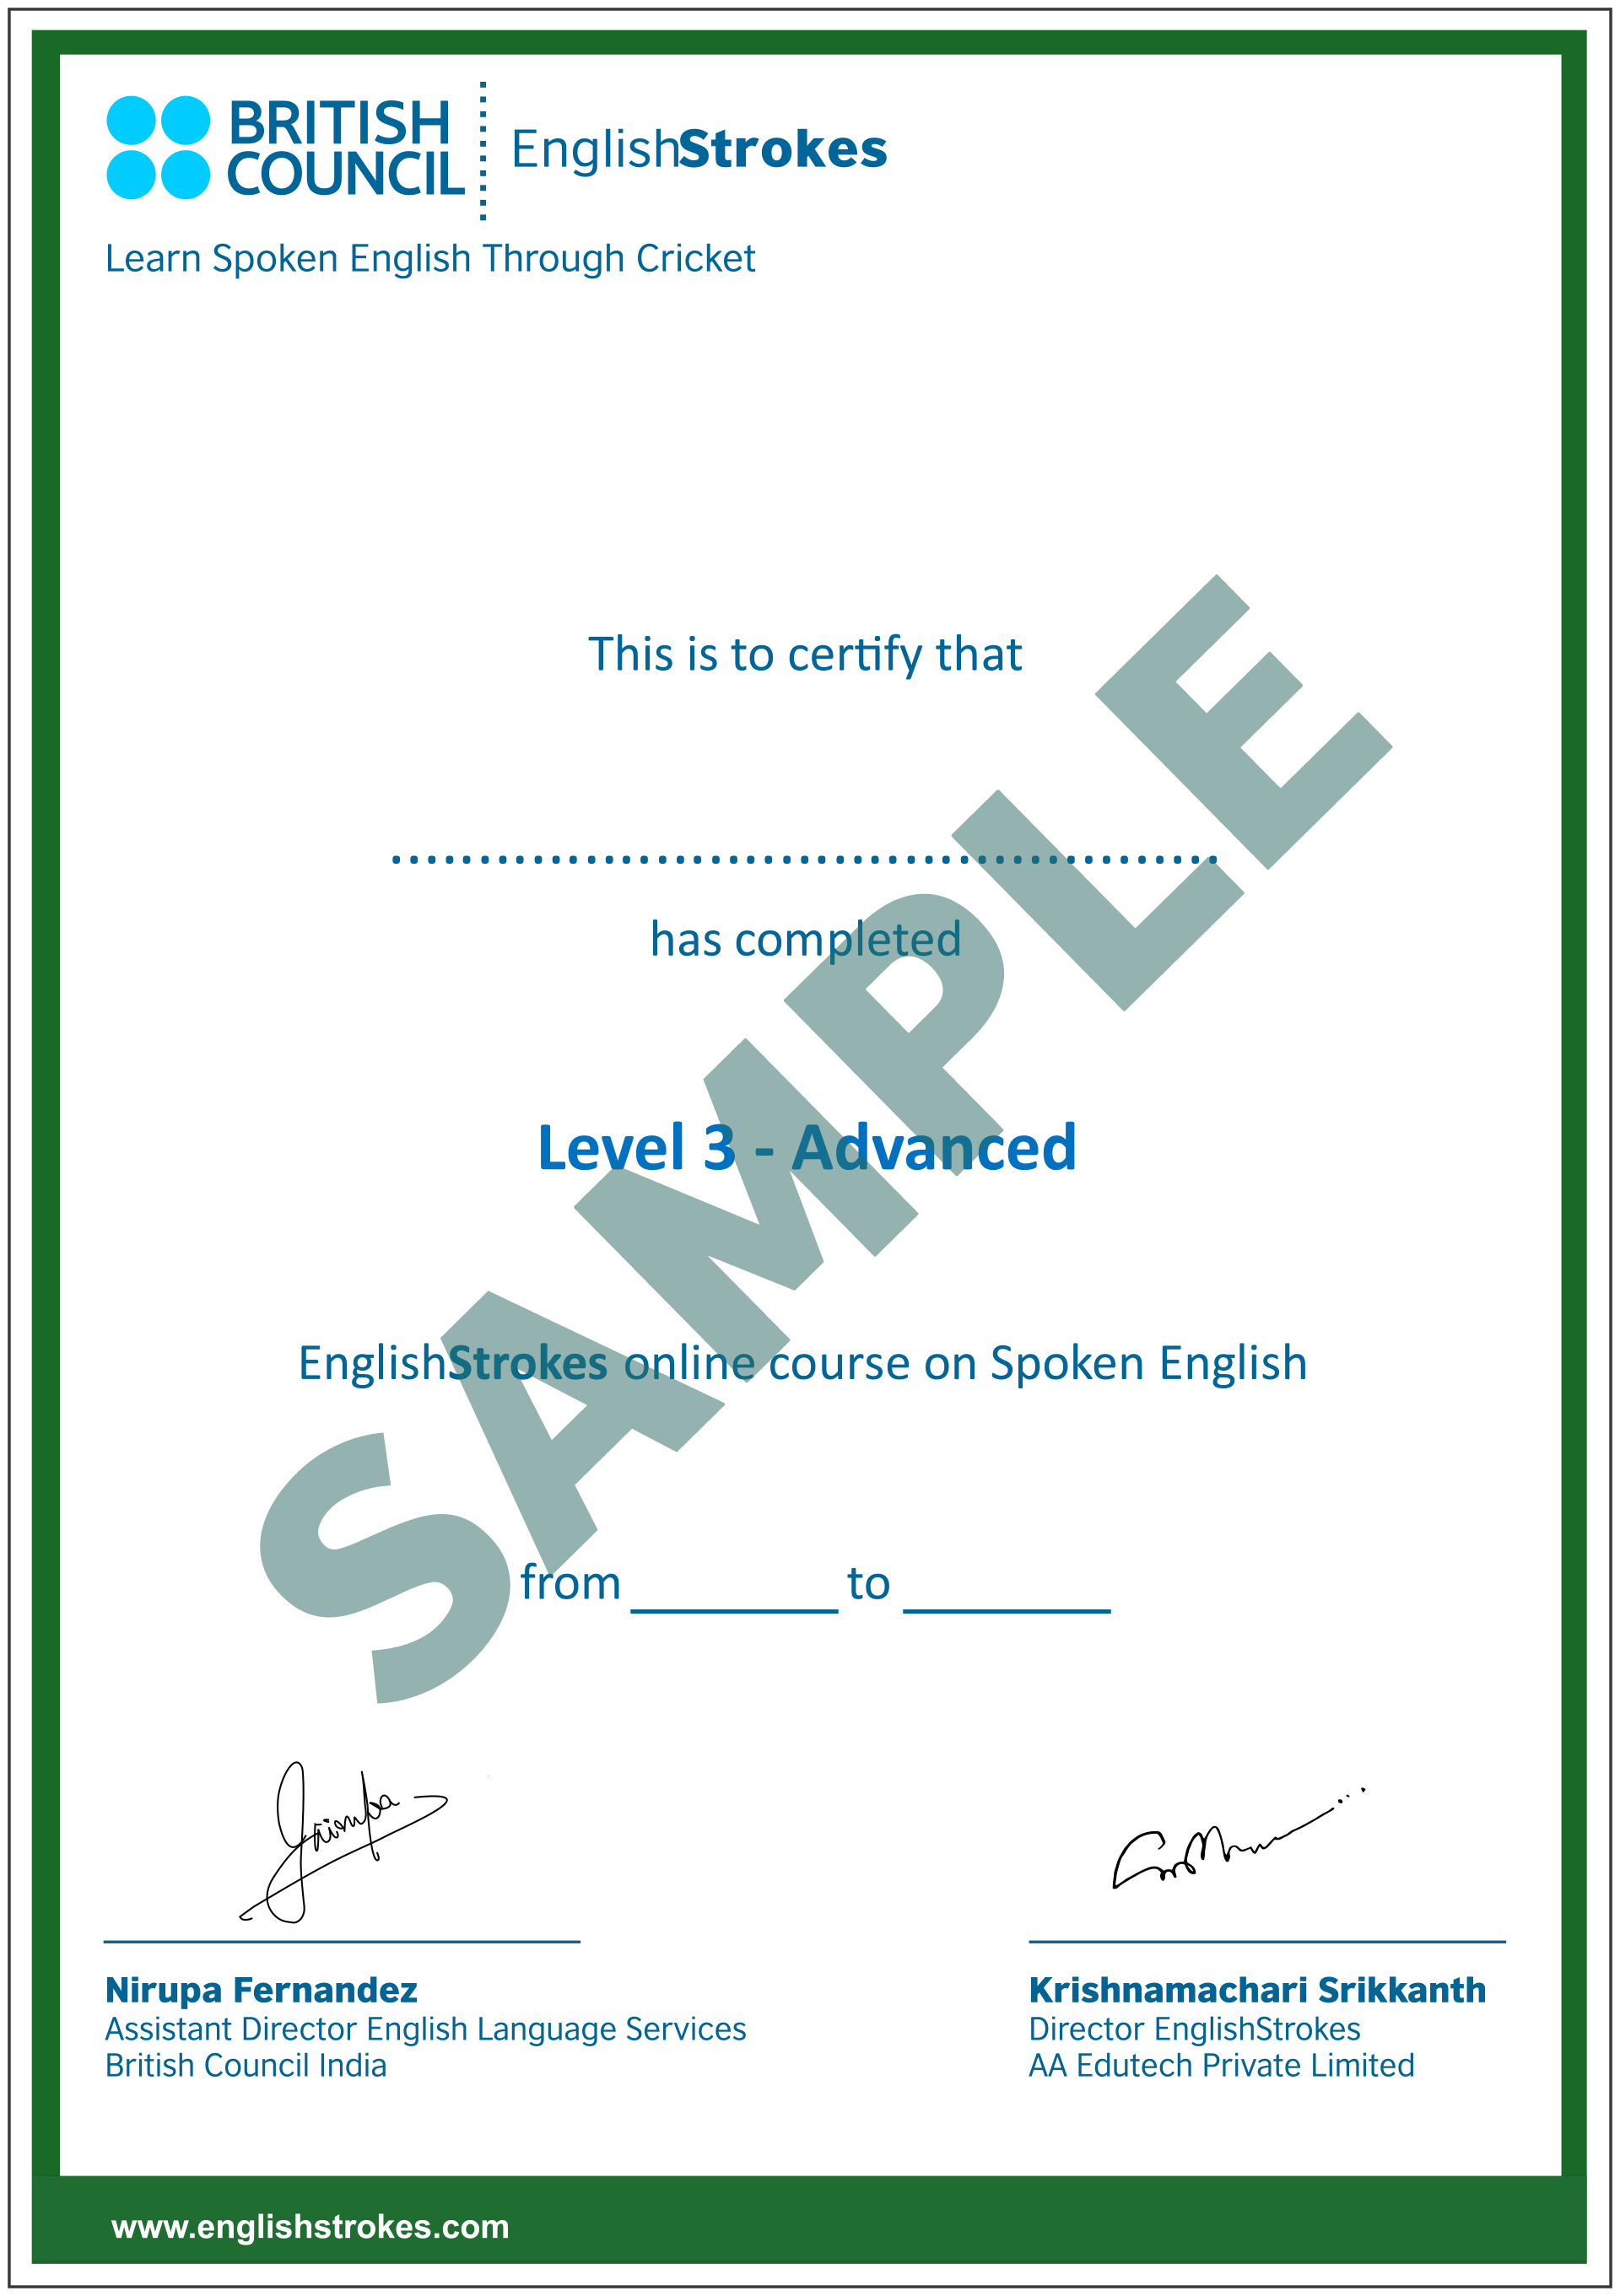 BRITISH
COUNCIL
EnglishStrokes
Learn Spoken English Through Cricket
This is to certify that
has completed
Level 3 - Advanced
EnglishStrokes online course on Spoken English
from __________ to __________
SAMPLE
Nirupa Fernandez
Assistant Director English Language Services
British Council India
Krishnamachari Srikkanth
Director EnglishStrokes
AA Edutech Private Limited
www.englishstrokes.com